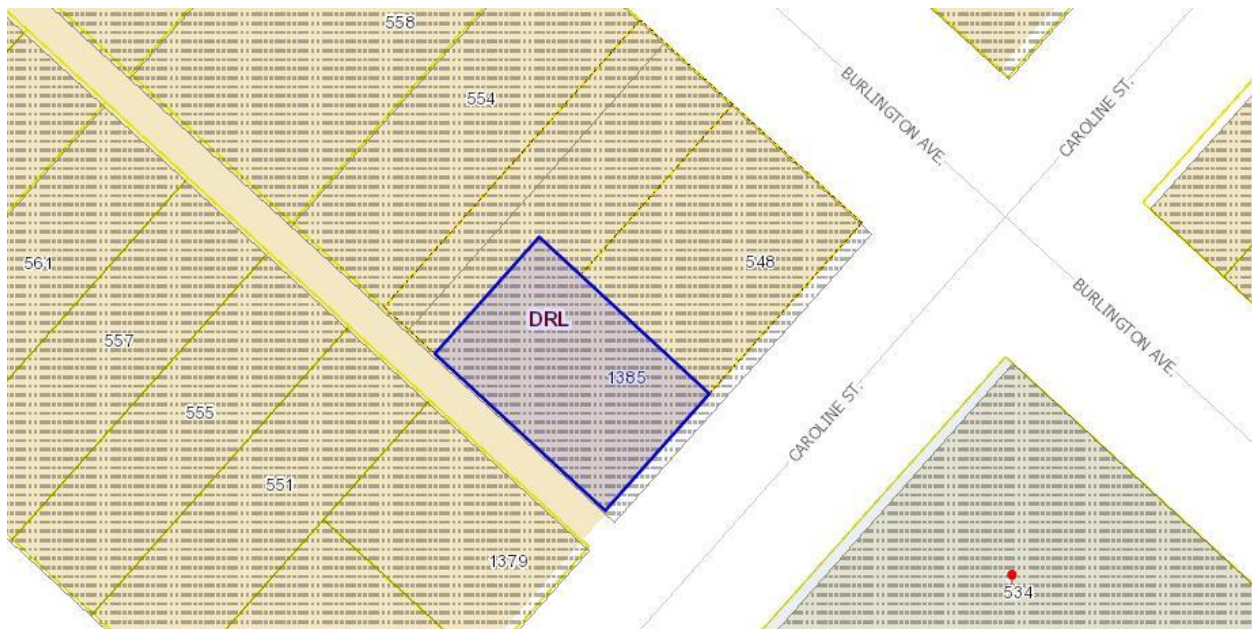 558
BURLINGTON AVE.
CAROLINE ST.
554
561
548
557
DRL
1385
BURLINGTON AVE.
555
CAROLINE ST.
551
1379
534